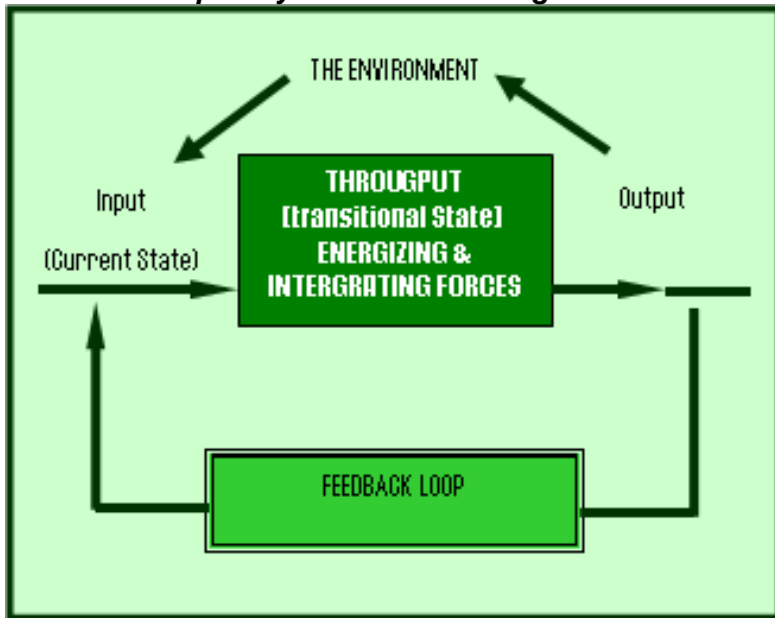 THE ENVIRONMENT
THROUGPUT
[transitional State]
ENERGIZING &
INTERGRATING FORCES
Input
(Current State)
Output
FEEDBACK LOOP